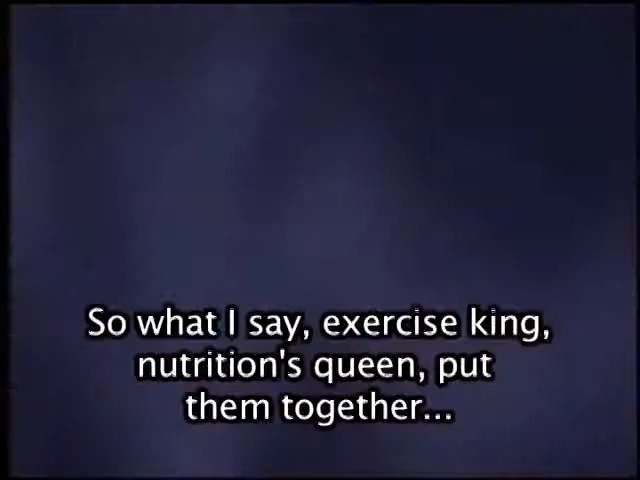 So what I say, exercise king,
nutrition's queen, put
them together...